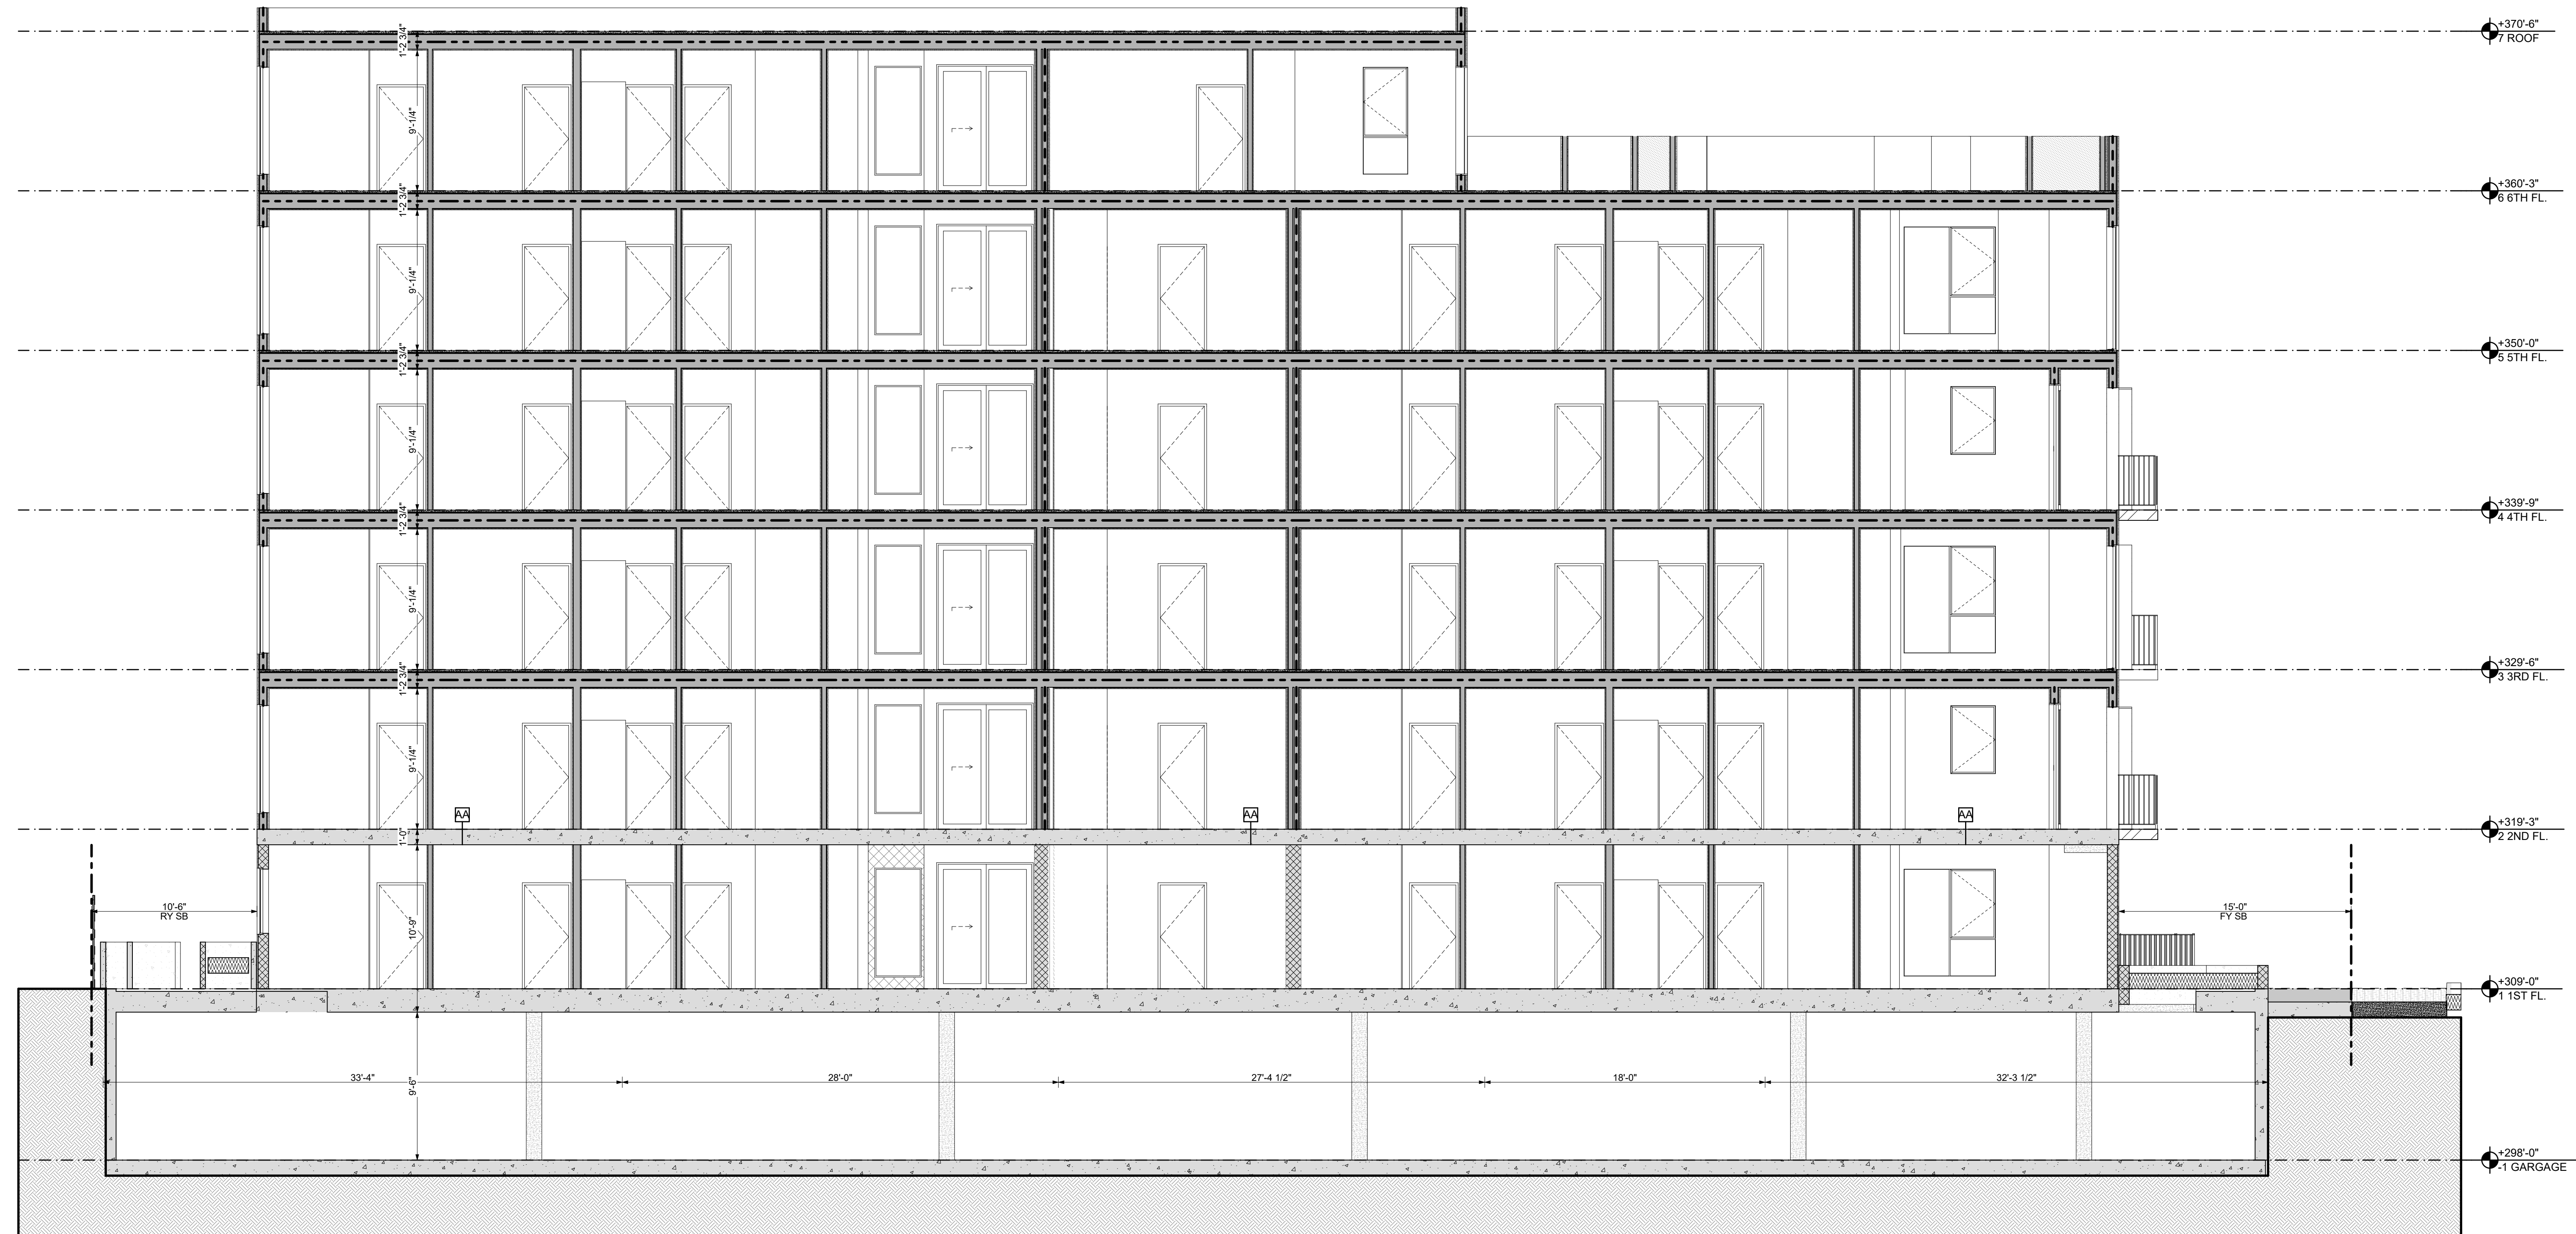 +370'-6"
7 ROOF
1'-2 3/4"
9'-1/4"
+360'-3"
6 6TH FL.
1'-2 3/4"
9'-1/4"
+350'-0"
5 5TH FL.
1'-2 3/4"
9'-1/4"
+339'-9"
4 4TH FL.
1'-2 3/4"
9'-1/4"
+329'-6"
3 3RD FL.
1'-2 3/4"
9'-1/4"
AA
AA
AA
+319'-3"
2 2ND FL.
1'-0"
10'-6"
RY SB
10'-9"
15'-0"
FY SB
+309'-0"
1 1ST FL.
33'-4"
9'-6"
28'-0"
27'-4 1/2"
18'-0"
32'-3 1/2"
+298'-0"
-1 GARGAGE